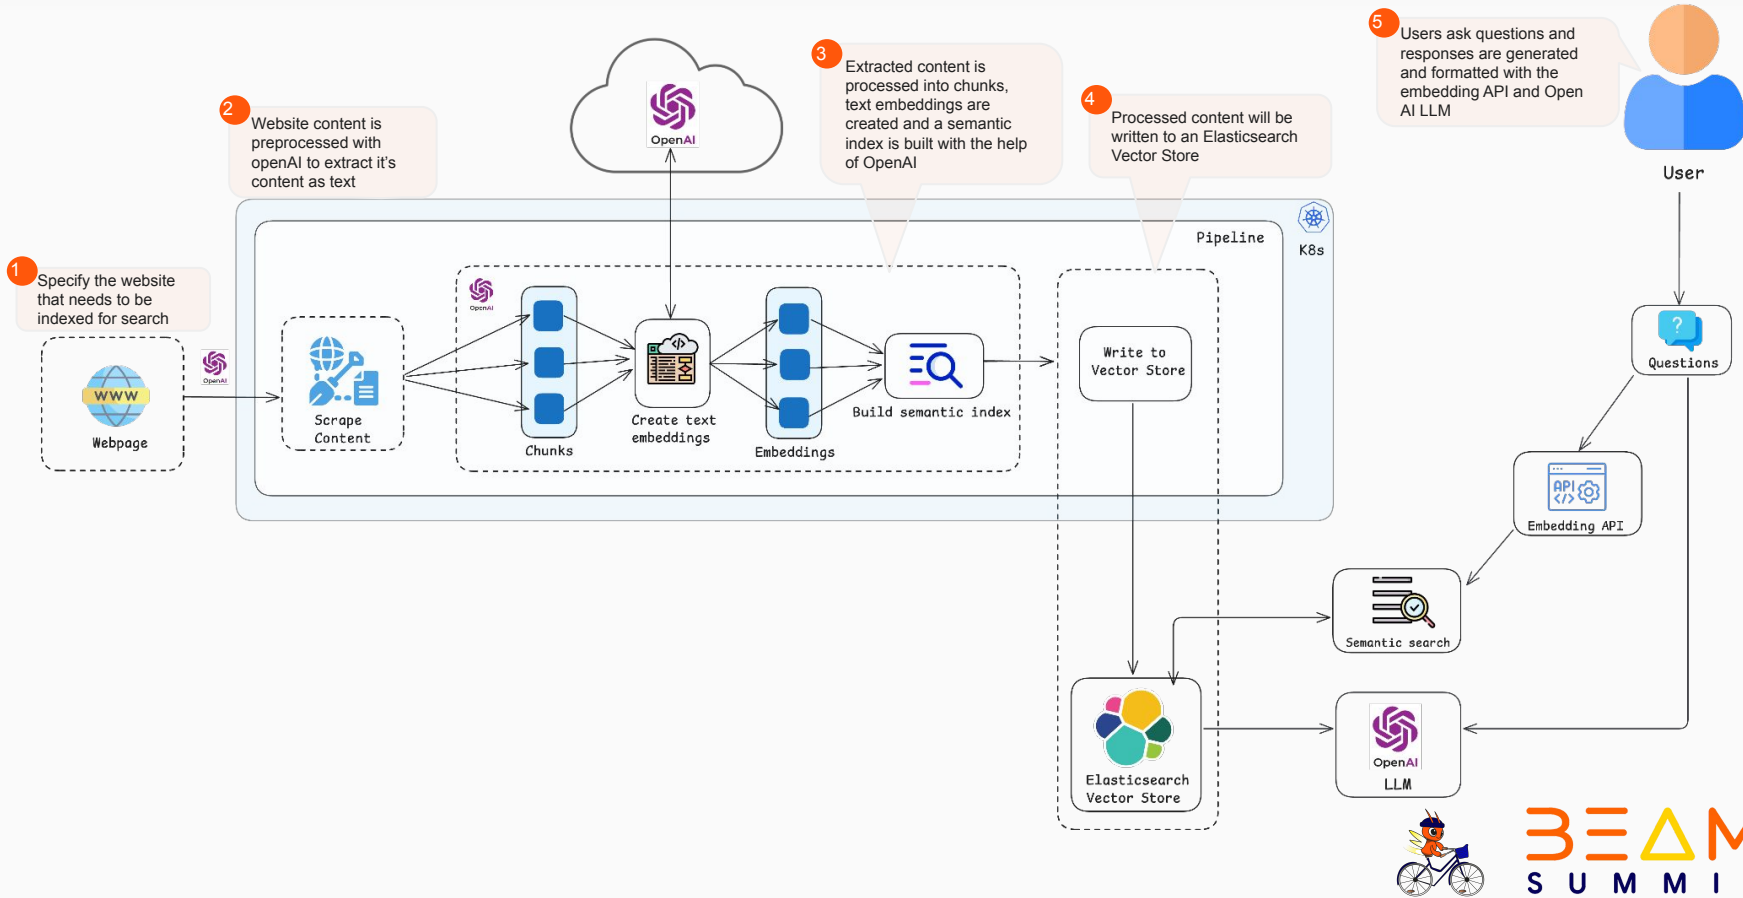 1
Specify the website
that needs to be
indexed for search
2
Website content is
preprocessed with
openAI to extract it's
content as text
OpenAI
3
Extracted content is
processed into chunks,
text embeddings are
created and a semantic
index is built with the help
of OpenAI
4
Processed content will be
written to an Elasticsearch
Vector Store
5
Users ask questions and
responses are generated
and formatted with the
embedding API and Open
AI LLM
User
Pipeline
K8s
WWW
Webpage
OpenAI
Scrape
Content
OpenAI
Chunks
</>
Create text
embeddings
Embeddings
Build semantic index
Write to
Vector Store
?
Questions
API
</>
Embedding API
Semantic search
Elasticsearch
Vector Store
OpenAI
LLM
BEAM
SUMMI